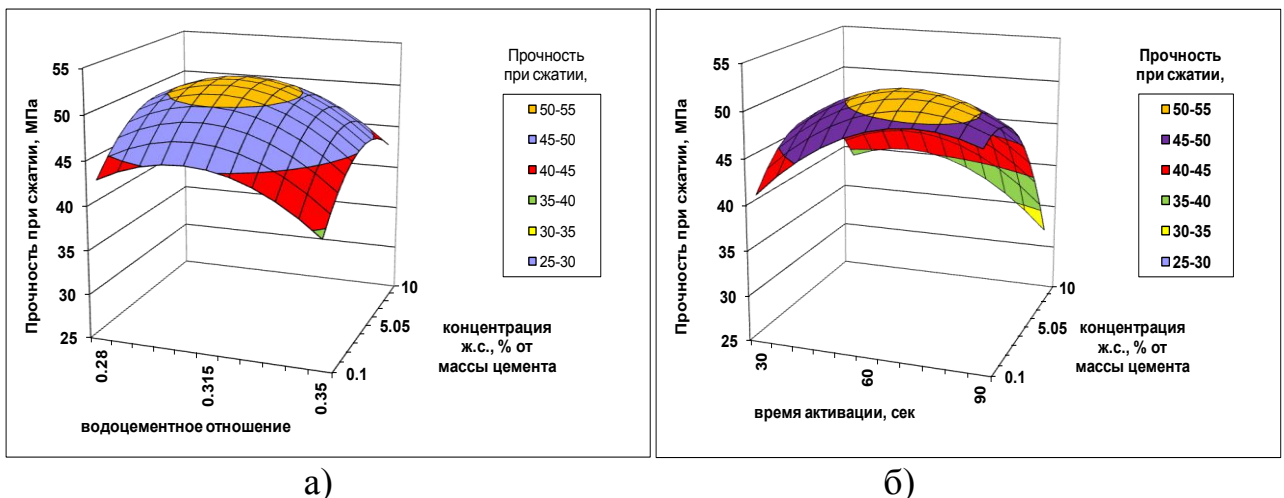 55
50
45
40
35
30
25
Прочность при сжатии, МПа
0.28
0.315
0.35
водоцементное отношение
10
5.05
0.1
концентрация
ж.с., % от
массы цемента
Прочность
при сжатии,
50-55
45-50
40-45
35-40
30-35
25-30
а)
55
50
45
40
35
30
25
Прочность при сжатии, МПа
30
60
90
время активации, сек
10
5.05
0.1
концентрация
ж.с., % от
массы цемента
Прочность
при сжатии,
50-55
45-50
40-45
35-40
30-35
25-30
б)